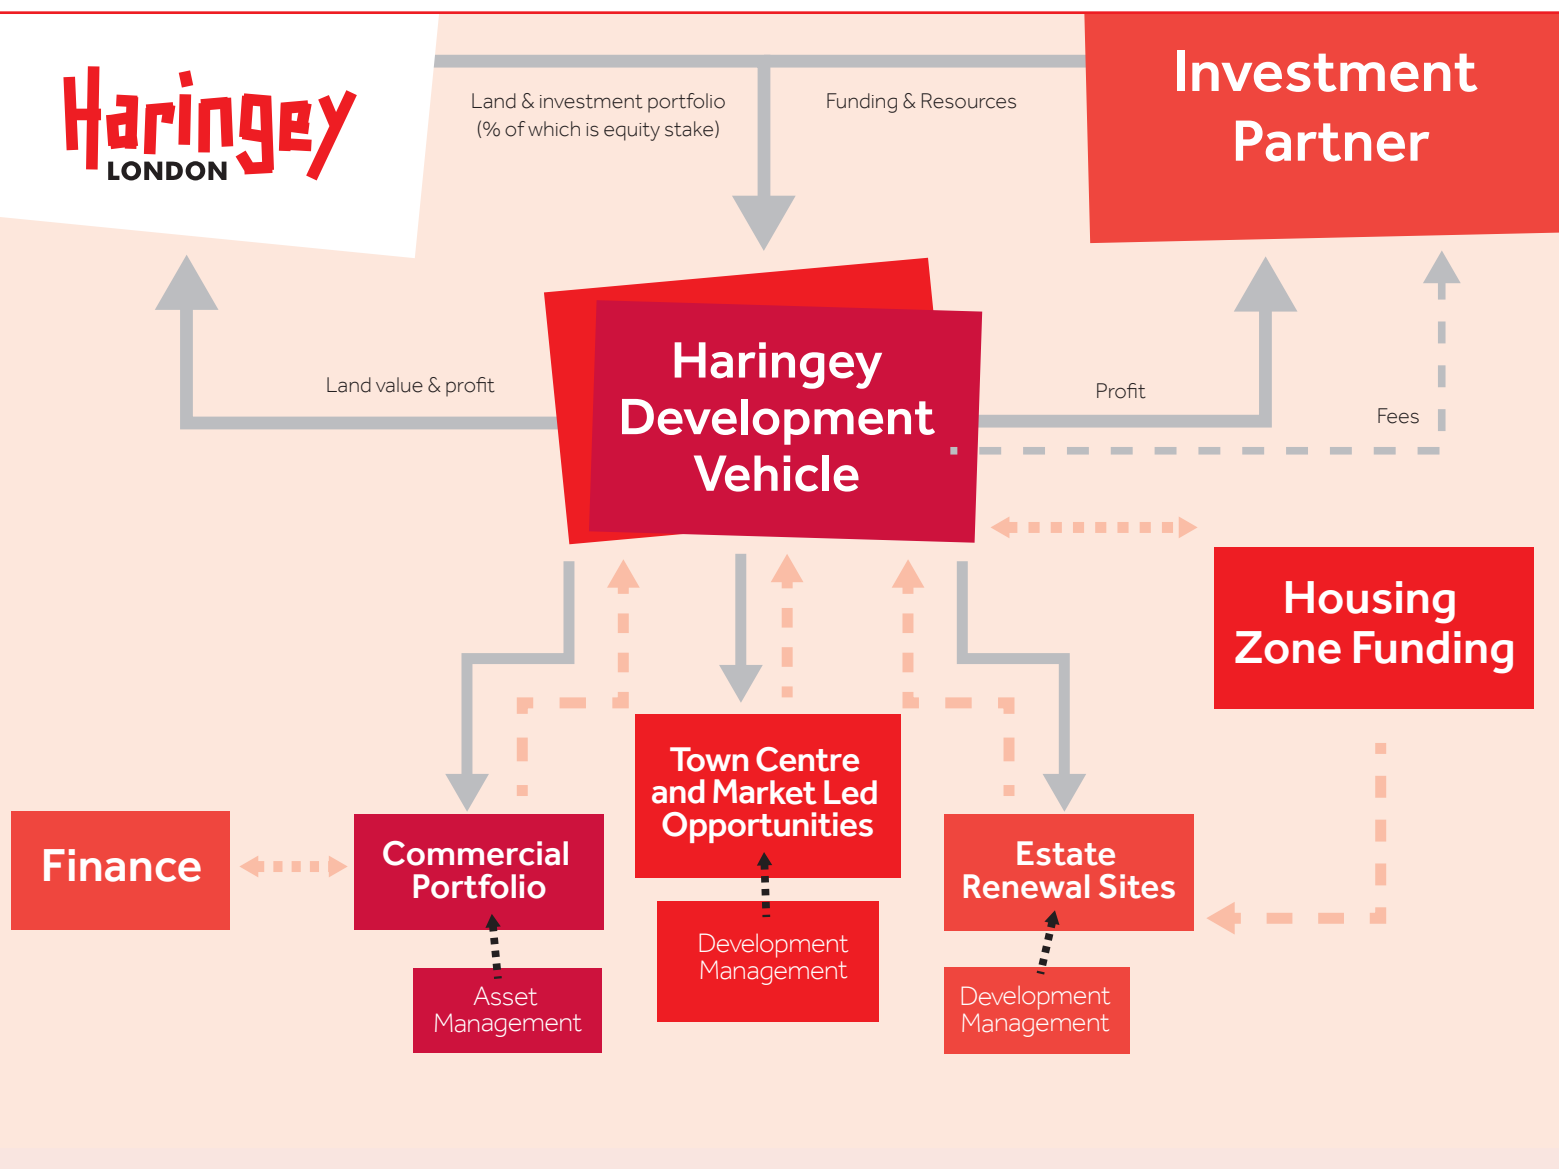 Haringey
LONDON
Land & investment portfolio
(% of which is equity stake)
Funding & Resources
Investment
Partner
Haringey
Development
Vehicle
Land value & profit
Profit
Fees
Housing
Zone Funding
Town Centre
and Market Led
Opportunities
Finance
Commercial
Portfolio
Estate
Renewal Sites
Development
Management
Asset
Management
Development
Management